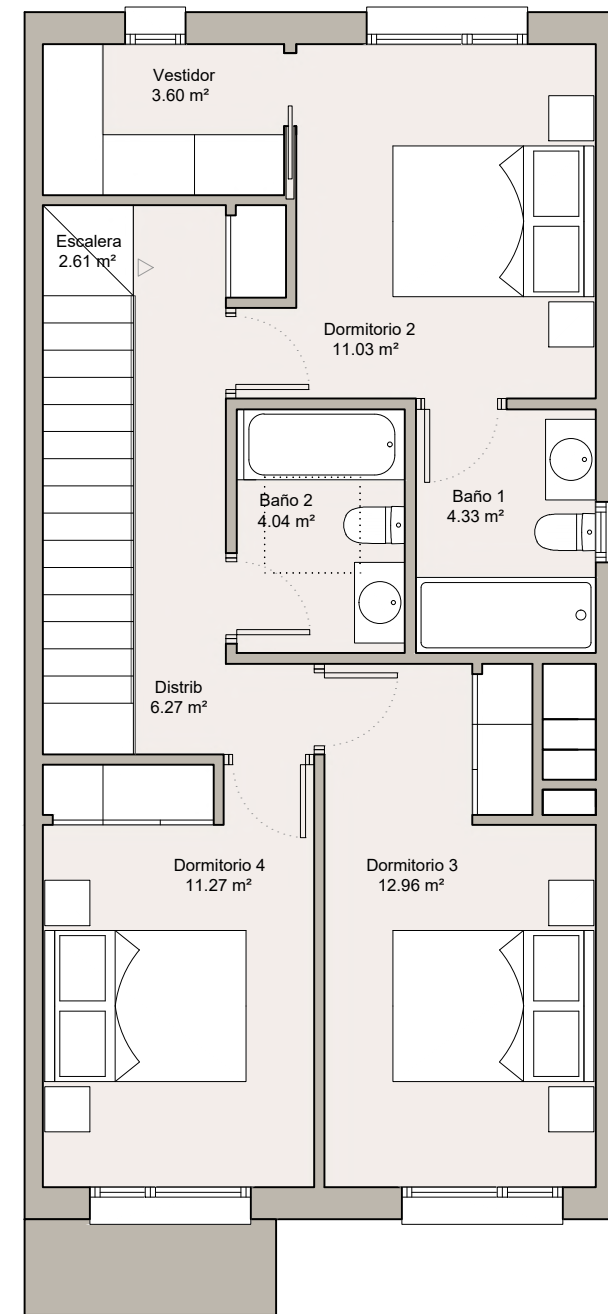 Vestidor
3.60 m²
Escalera
2.61 m²
Dormitorio 2
11.03 m²
Baño 2
4.04 m²
Baño 1
4.33 m²
Distrib
6.27 m²
Dormitorio 4
11.27 m²
Dormitorio 3
12.96 m²